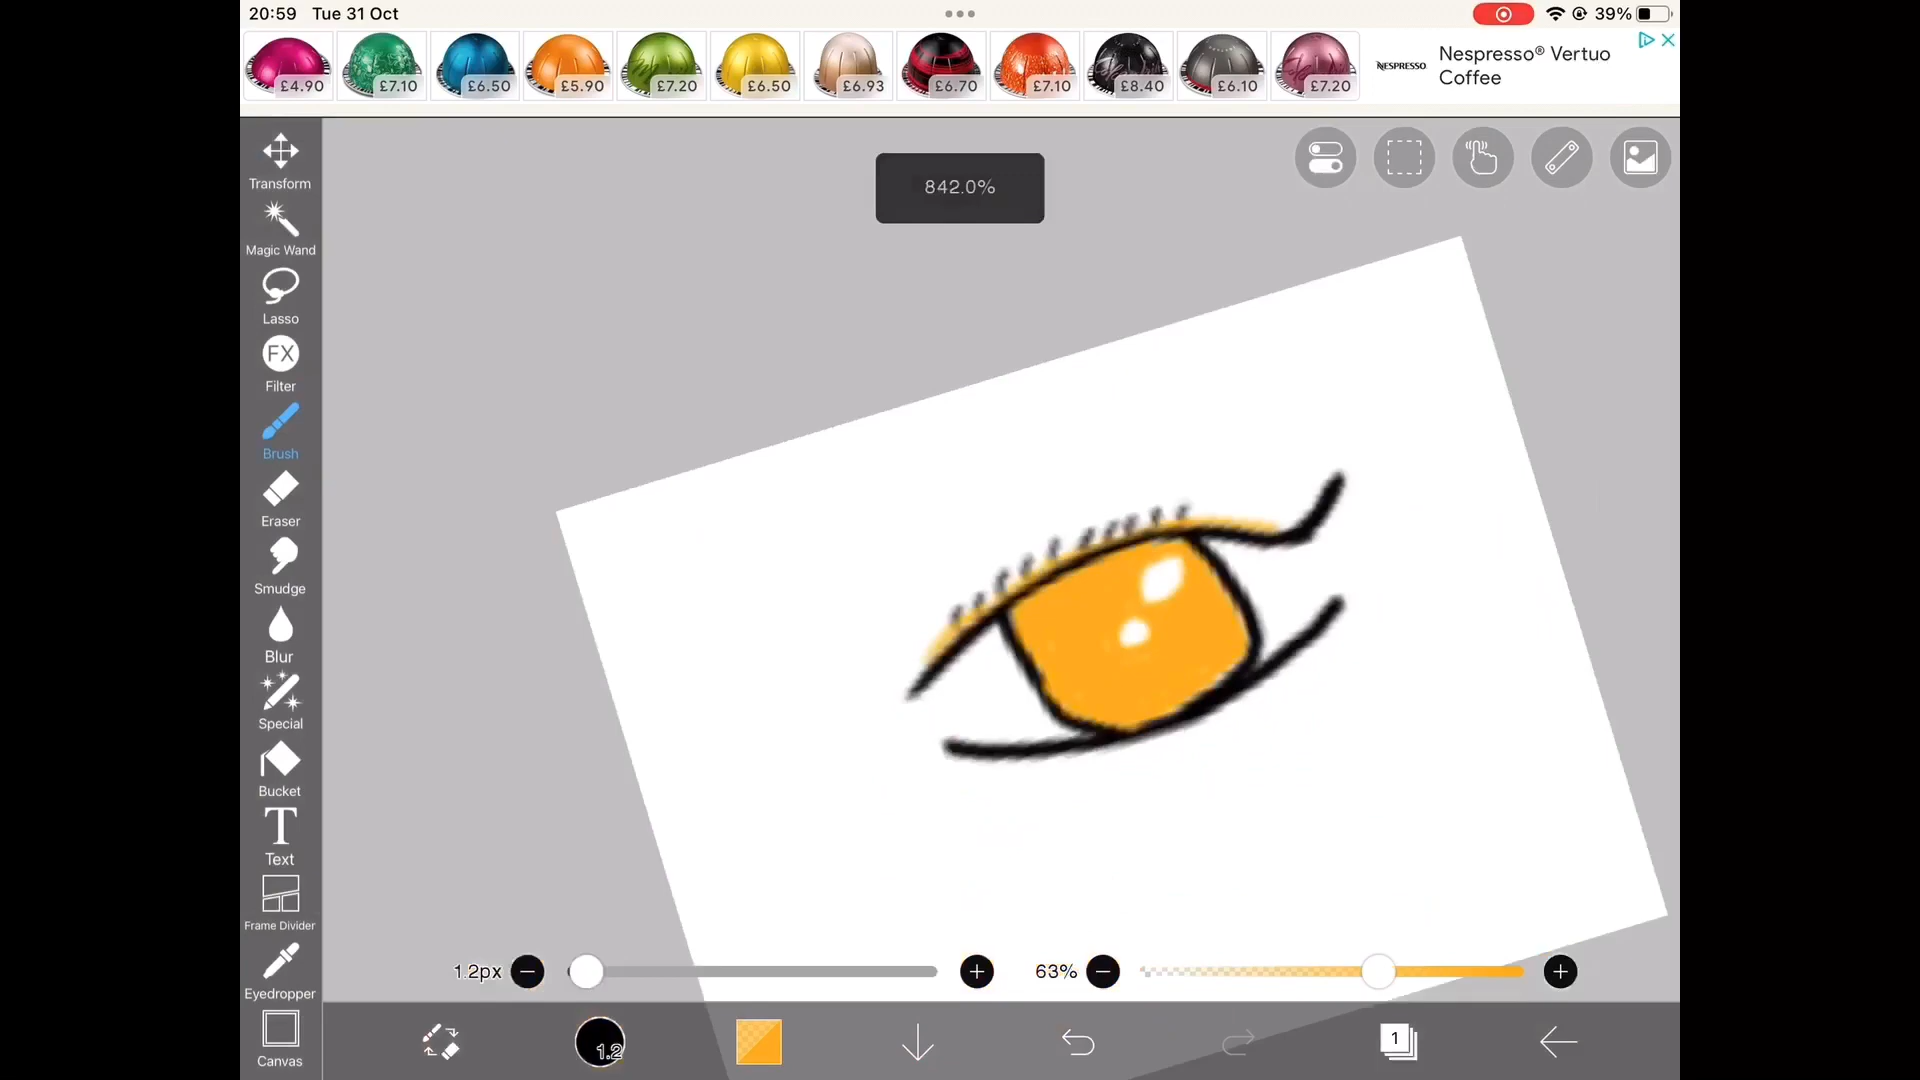 20:59 Tue 31 Oct
39%
£4.90
£7.10
£6.50
£5.90
£7.20
£6.50
£6.93
£6.70
£7.10
£8.40
£6.10
£7.20
NESPRESSO
Nespresso® Vertuo
Coffee
842.0%
Transform
Magic Wand
Lasso
FX
Filter
Brush
Eraser
Smudge
Blur
Special
Bucket
T
Text
Frame Divider
Eyedropper
Canvas
1.2px
63%
1.2
1